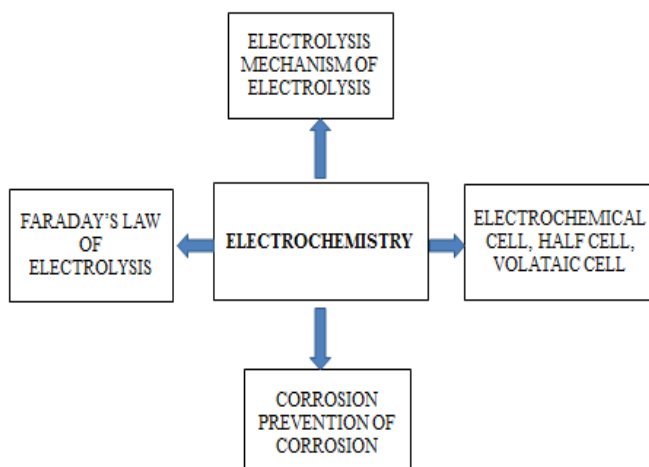 ELECTROLYSIS
MECHANISM OF
ELECTROLYSIS
FARADAY'S LAW
OF
ELECTROLYSIS
ELECTROCHEMISTRY
ELECTROCHEMICAL
CELL, HALF CELL,
VOLATAIC CELL
CORROSION
PREVENTION OF
CORROSION